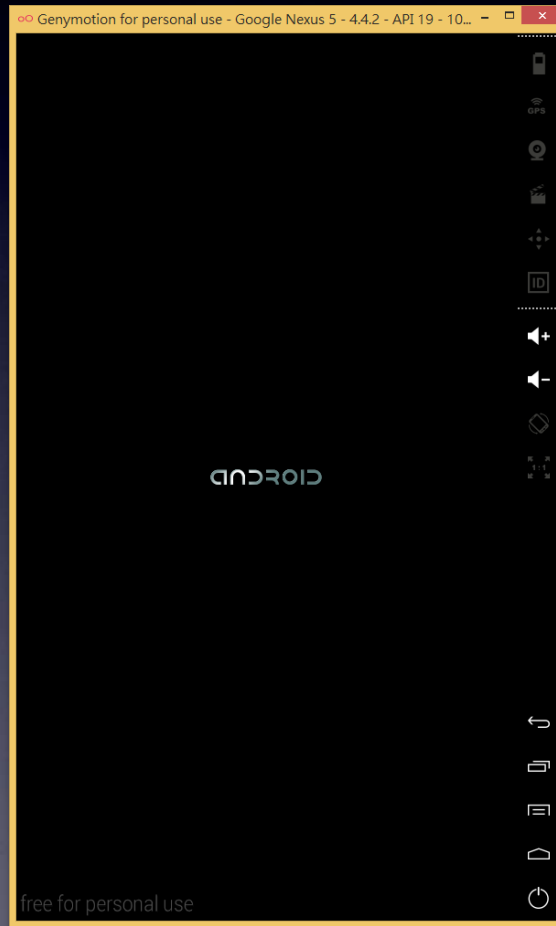 Genymotion for personal use - Google Nexus 5 - 4.4.2 - API 19 - 10...
GPS
ID
1:1
ANDROID
free for personal use